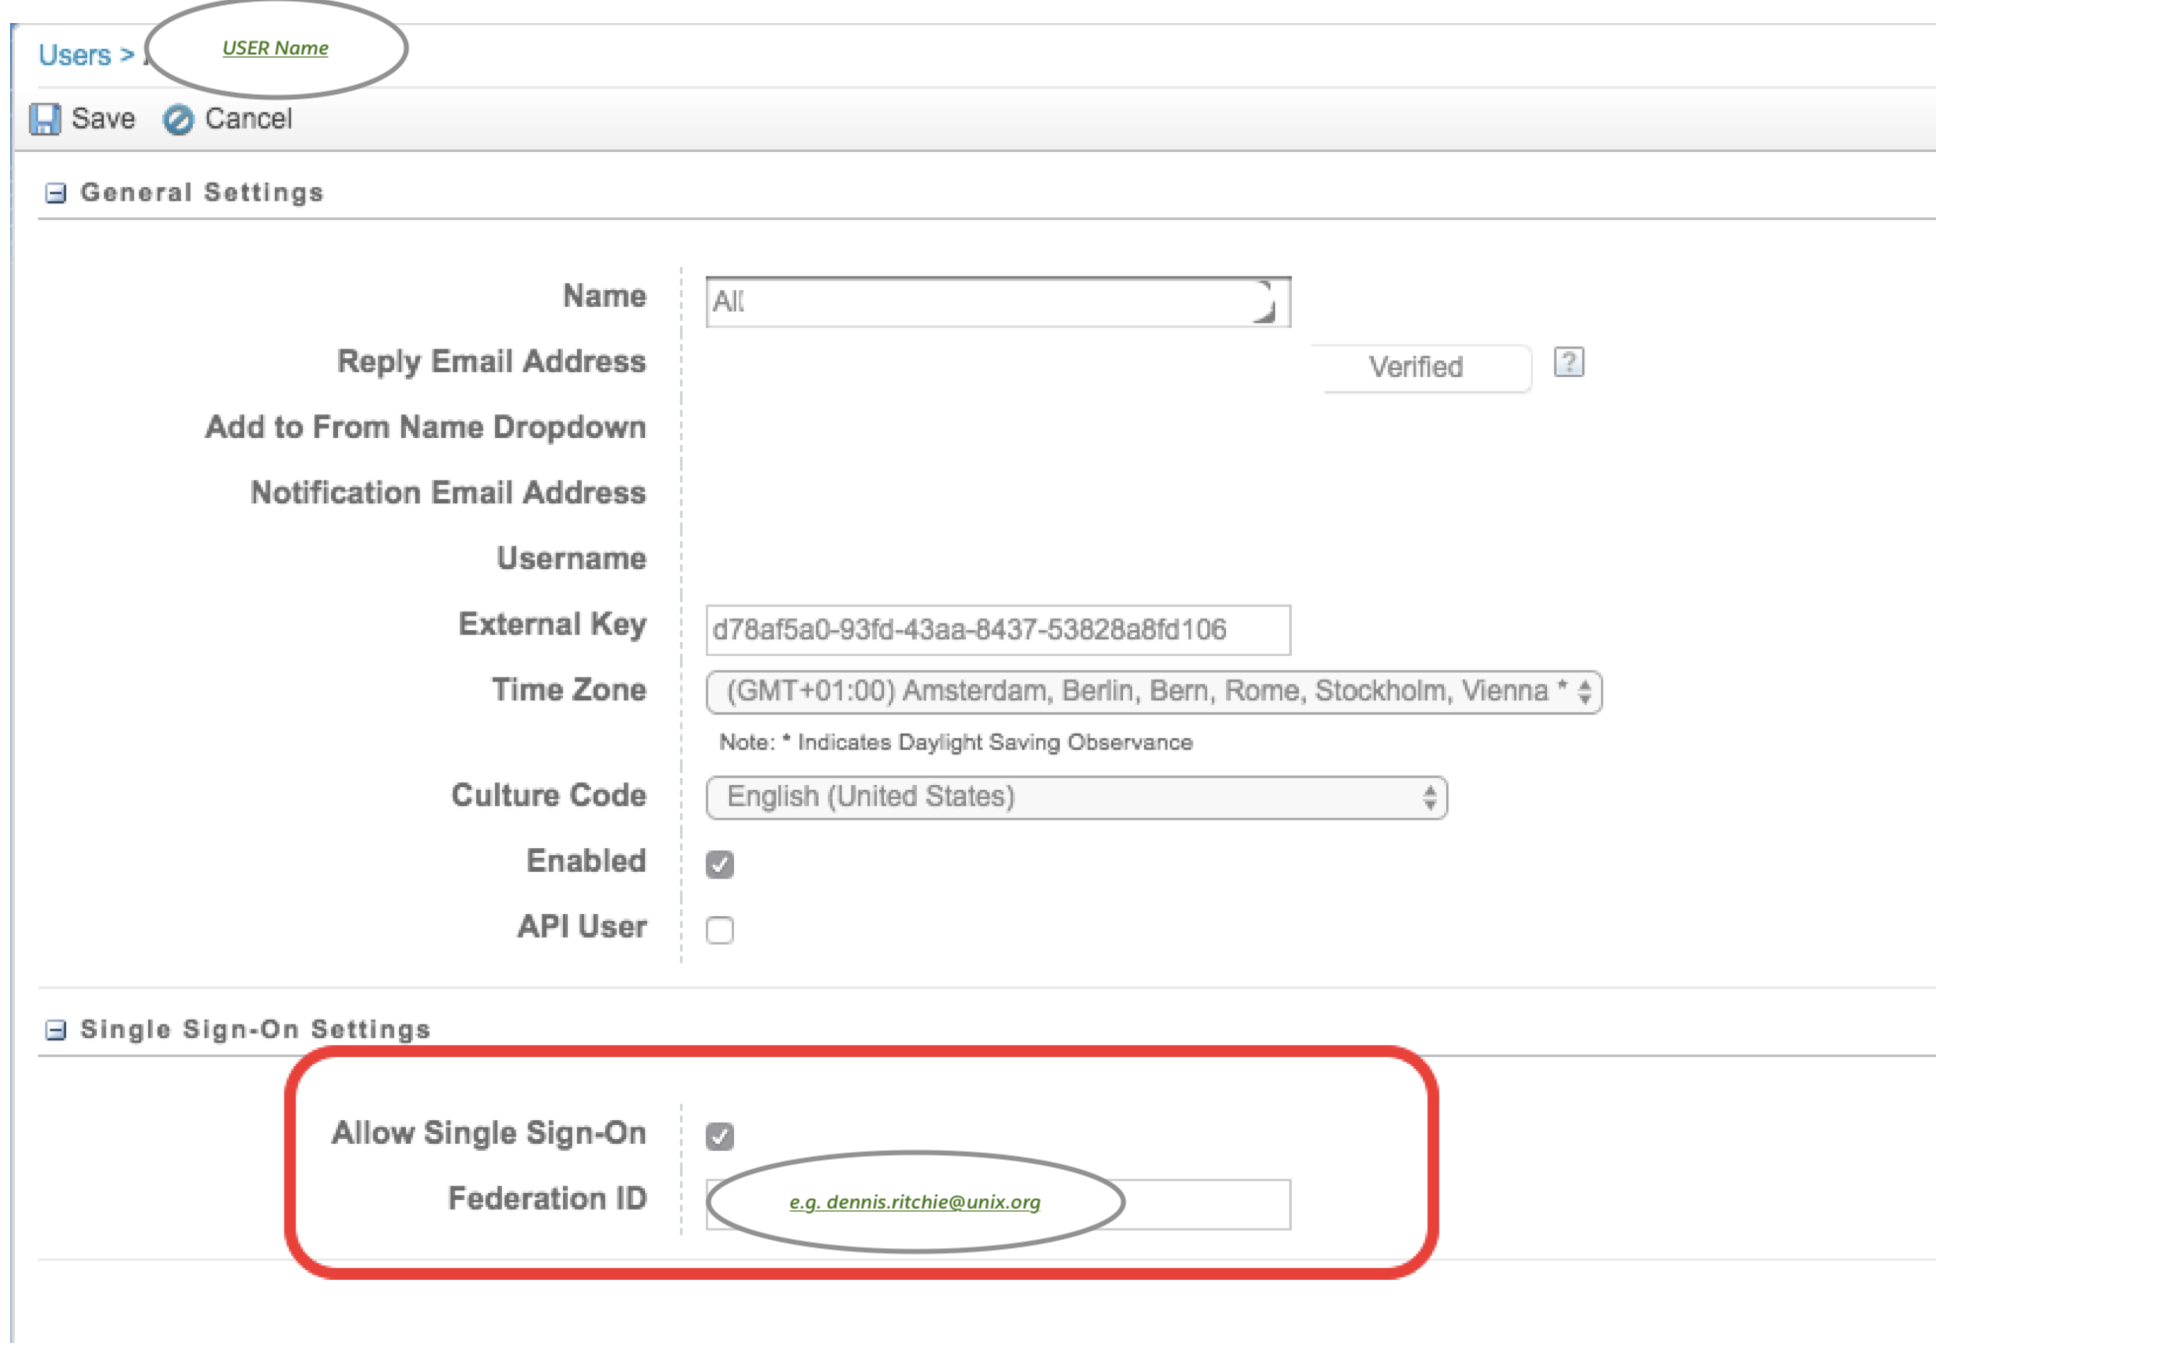 Users > USER Name
Save Cancel
General Settings
Name
Reply Email Address Verified ?
Add to From Name Dropdown
Notification Email Address
Username
External Key d78af5a0-93fd-43aa-8437-53828a8fd106
Time Zone (GMT+01:00) Amsterdam, Berlin, Bern, Rome, Stockholm, Vienna *
Note: * Indicates Daylight Saving Observance
Culture Code English (United States)
Enabled
API User
Single Sign-On Settings
Allow Single Sign-On
Federation ID e.g. dennis.ritchie@unix.org